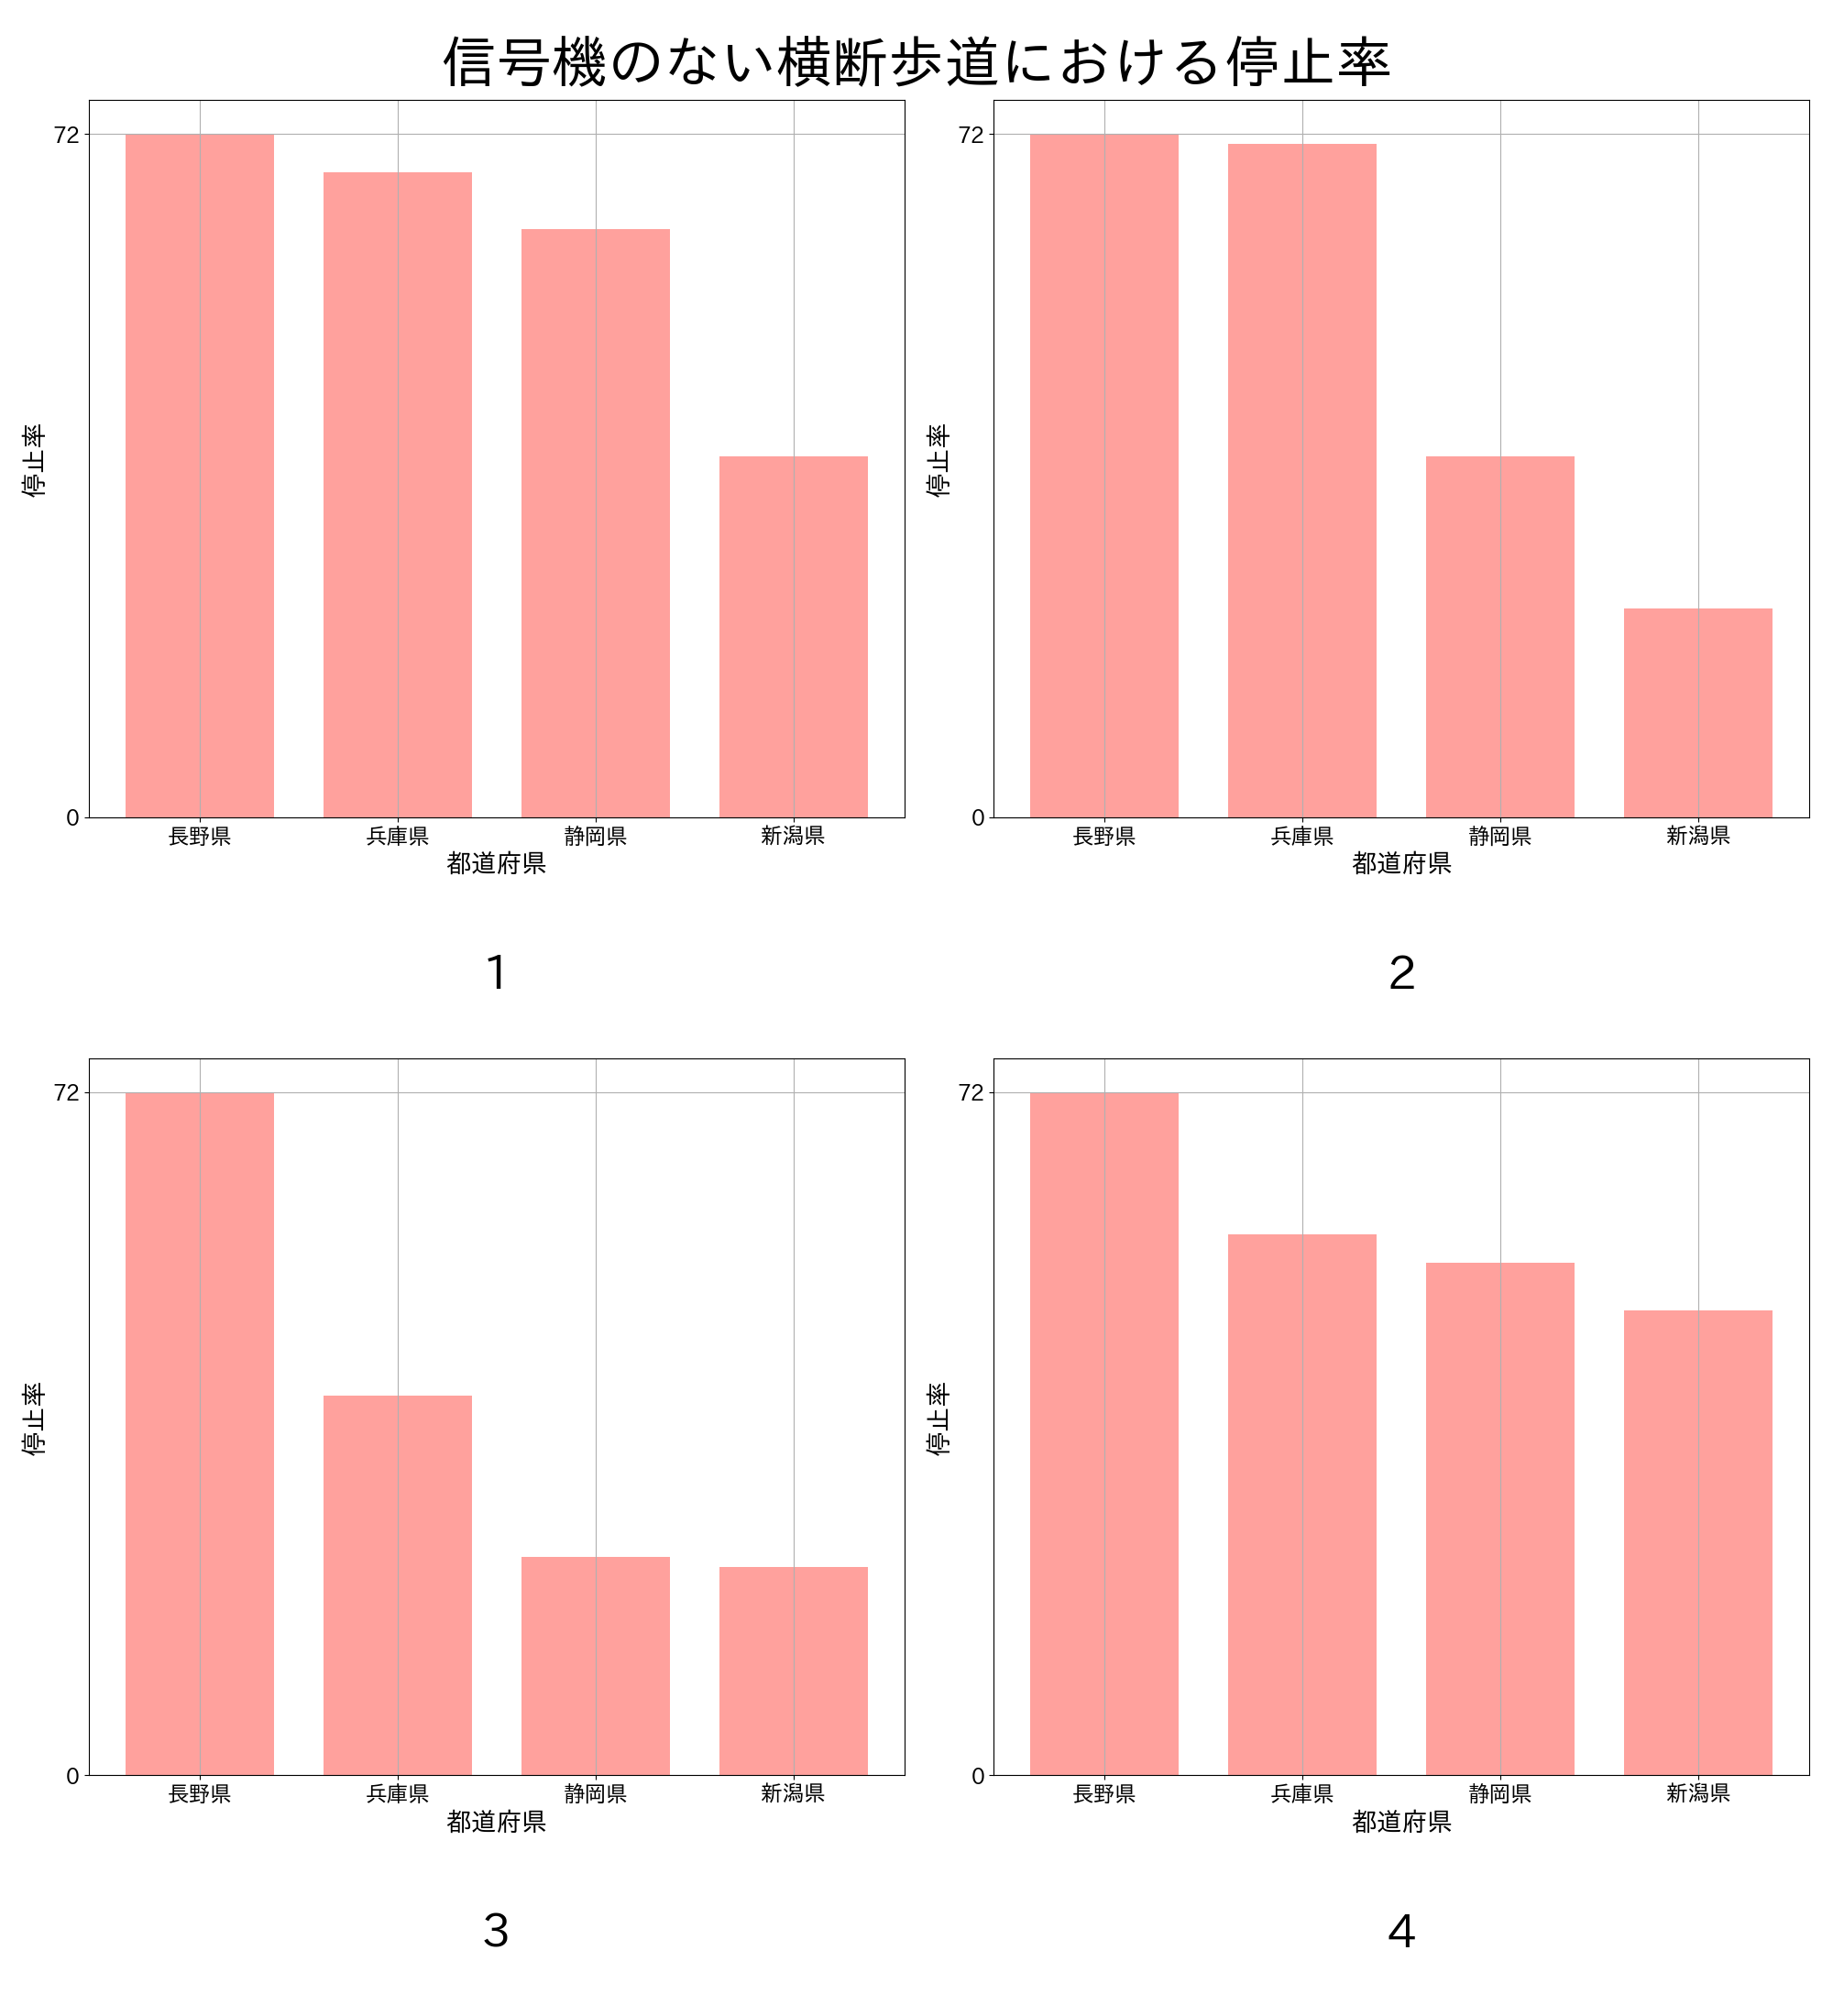 信号機のない横断歩道における停止率
72
0
停止率
長野県 兵庫県 静岡県 新潟県
都道府県
1
72
0
停止率
長野県 兵庫県 静岡県 新潟県
都道府県
2
72
0
停止率
長野県 兵庫県 静岡県 新潟県
都道府県
3
72
0
停止率
長野県 兵庫県 静岡県 新潟県
都道府県
4